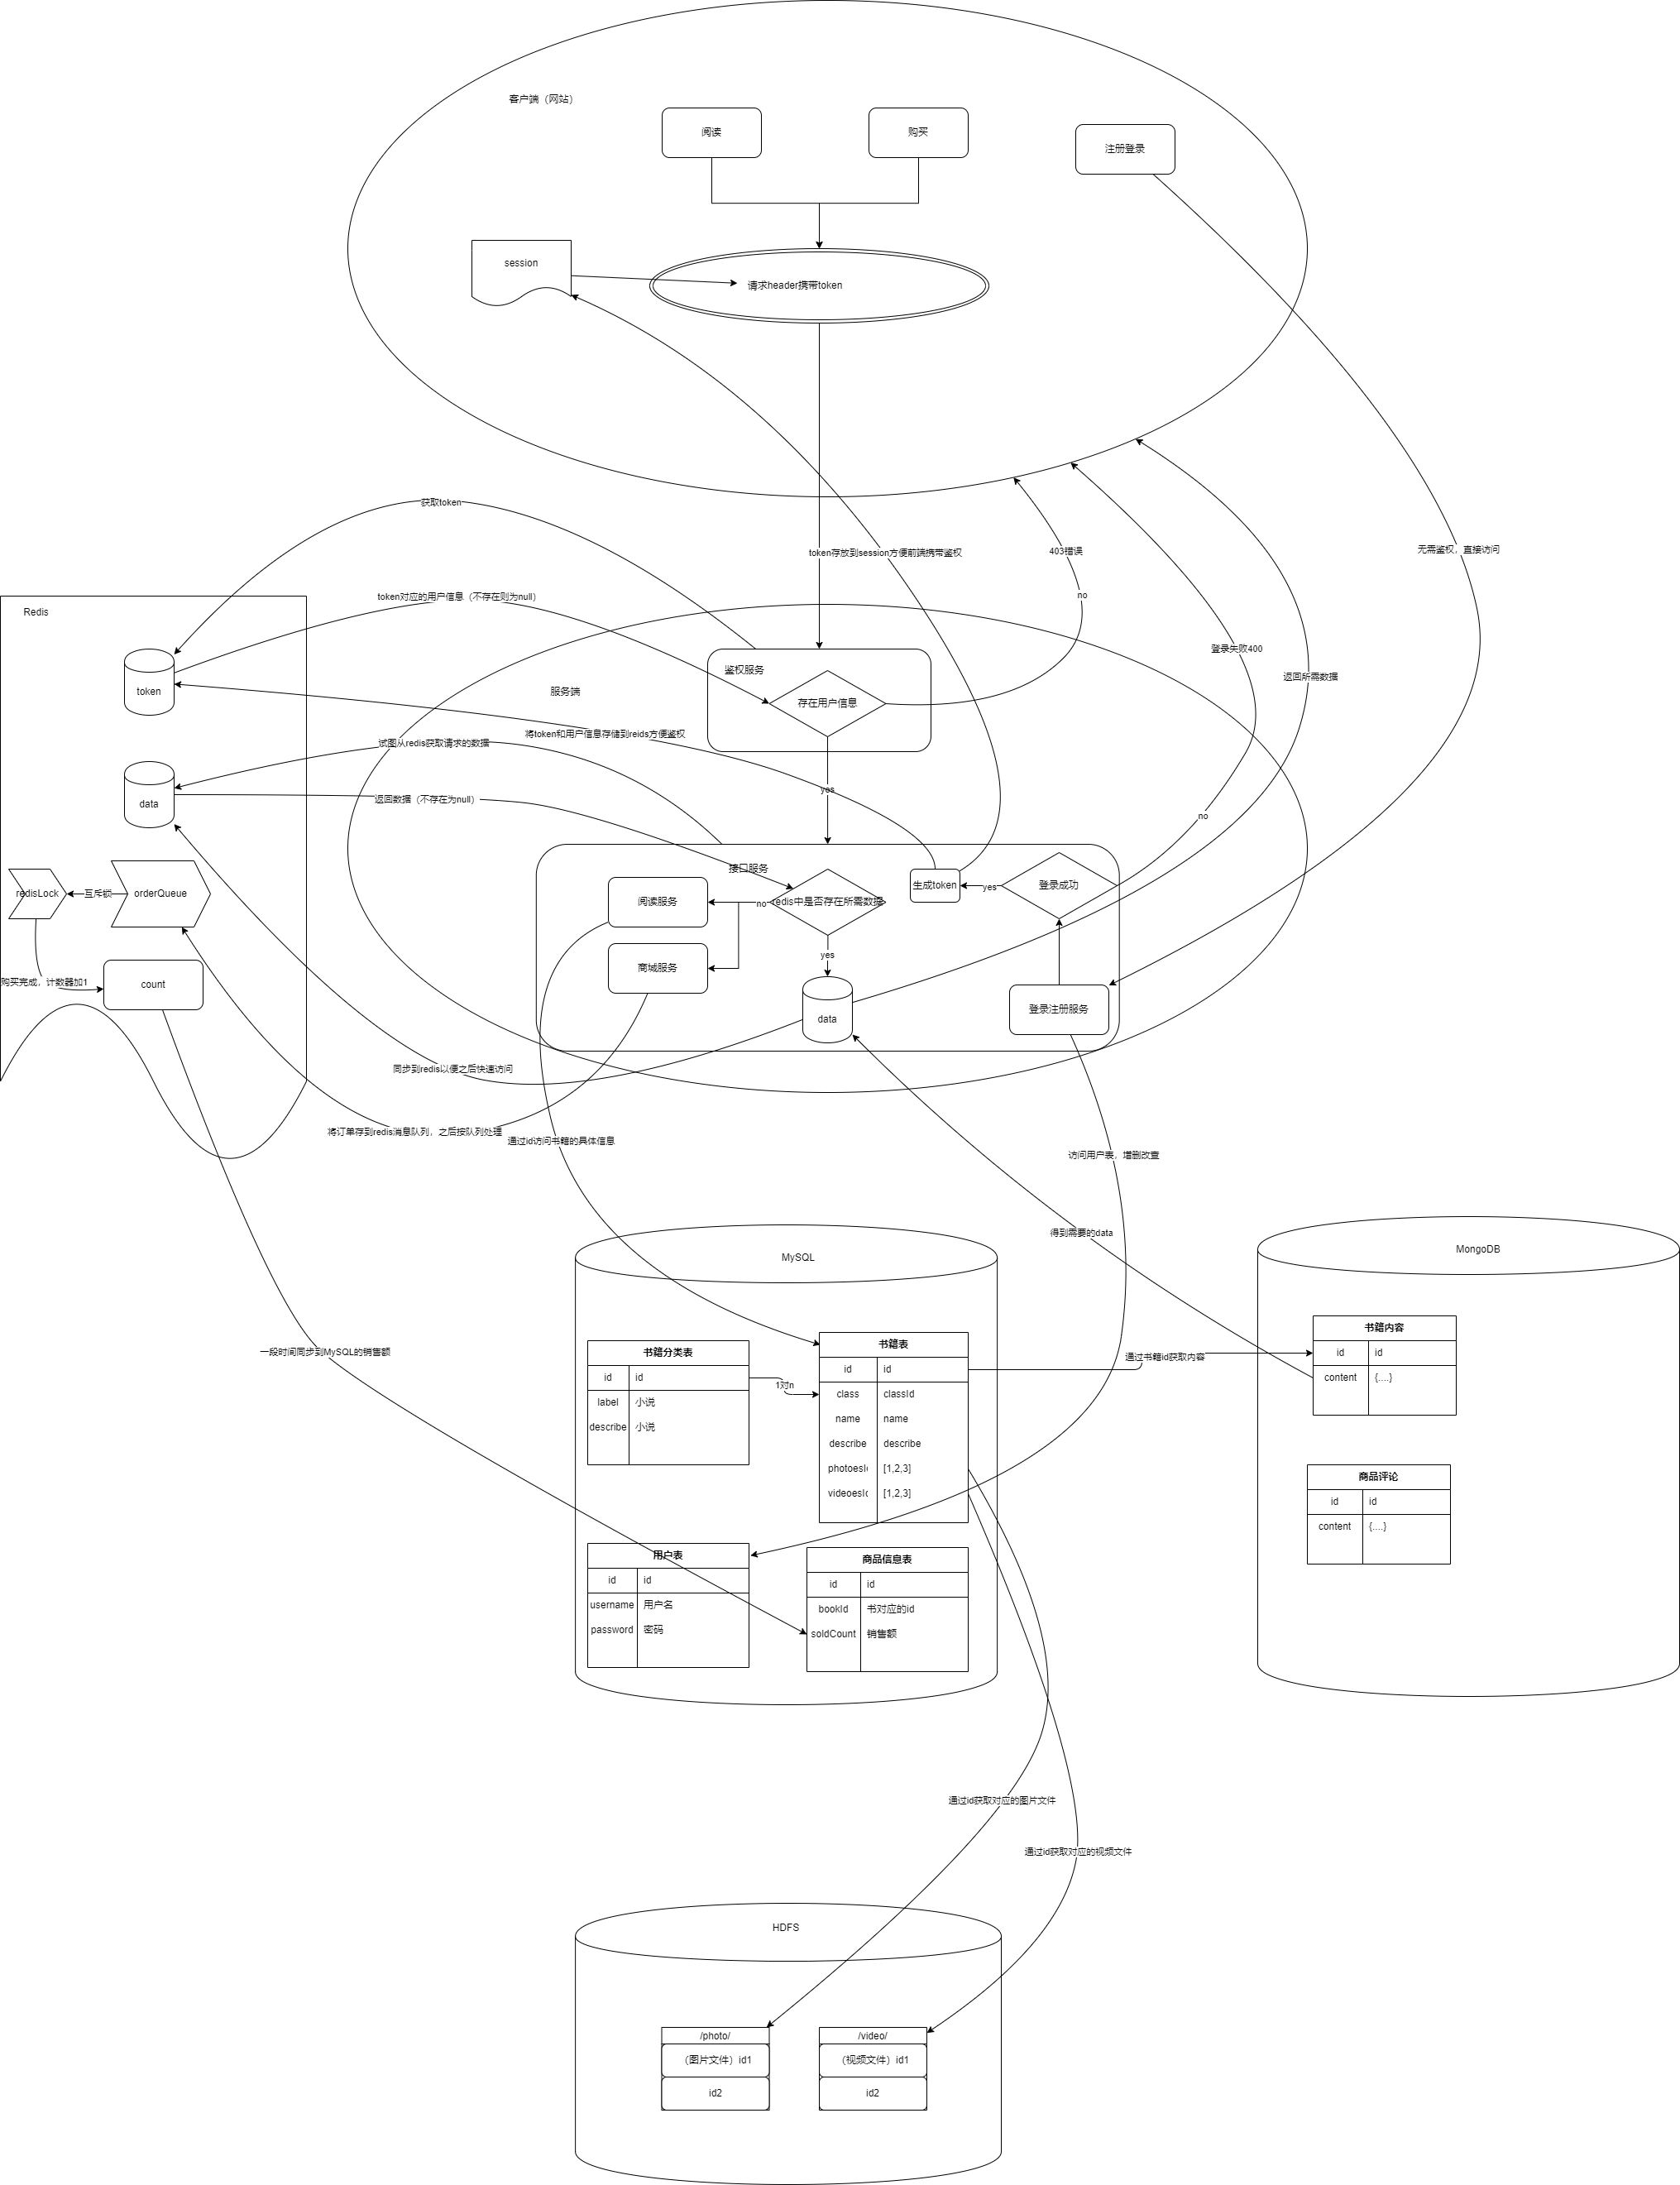 客户端（网站）
阅读
购买
注册登录
session
请求header携带token
获取token
token存放到session方便前端携带鉴权
403错误
无需鉴权，直接访问
no
token对应的用户信息（不存在则为null）
Redis
登录失败400
返回所需数据
鉴权服务
token
服务端
存在用户信息
将token和用户信息存储到reids方便鉴权
试图从redis获取请求的数据
yes
data
返回数据（不存在为null）
no
接口服务
redisLock
互斥锁
orderQueue
阅读服务
no
redis中是否存在所需数据
生成token
yes
登录成功
yes
商城服务
购买完成，计数器加1
count
data
登录注册服务
同步到redis以便之后快速访问
将订单存到redis消息队列，之后按队列处理
通过id访问书籍的具体信息
访问用户表，增删改查
得到需要的data
MySQL
MongoDB
一段时间同步到MySQL的销售额
书籍分类表
id id
label 小说
describe 小说
1对n
书籍表
id id
class classId
name name
describe describe
photoesI [1,2,3]
videoesI [1,2,3]
通过书籍id获取内容
书籍内容
id id
content {....}
商品评论
id id
content {....}
用户表
id id
username 用户名
password 密码
商品信息表
id id
bookId 书对应的id
soldCount 销售额
通过id获取对应的图片文件
通过id获取对应的视频文件
HDFS
/photo/
（图片文件）id1
id2
/video/
（视频文件）id1
id2